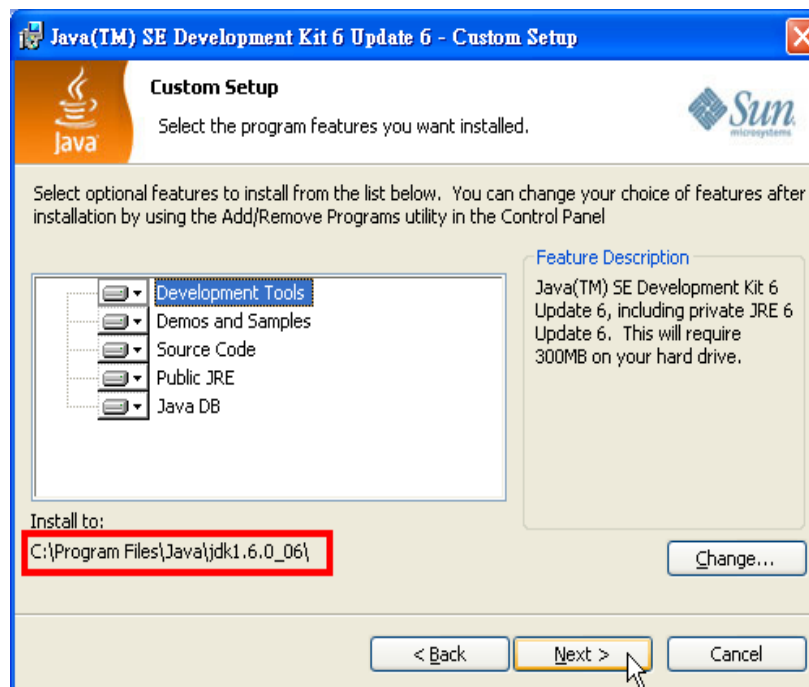 Java(TM) SE Development Kit 6 Update 6 - Custom Setup
Java
Custom Setup
Select the program features you want installed.
Sun
microsystems
Select optional features to install from the list below.  You can change your choice of features after
installation by using the Add/Remove Programs utility in the Control Panel
Development Tools
Demos and Samples
Source Code
Public JRE
Java DB
Feature Description
Java(TM) SE Development Kit 6
Update 6, including private JRE 6
Update 6.  This will require
300MB on your hard drive.
Install to:
C:\Program Files\Java\jdk1.6.0_06\
Change...
< Back
Next >
Cancel